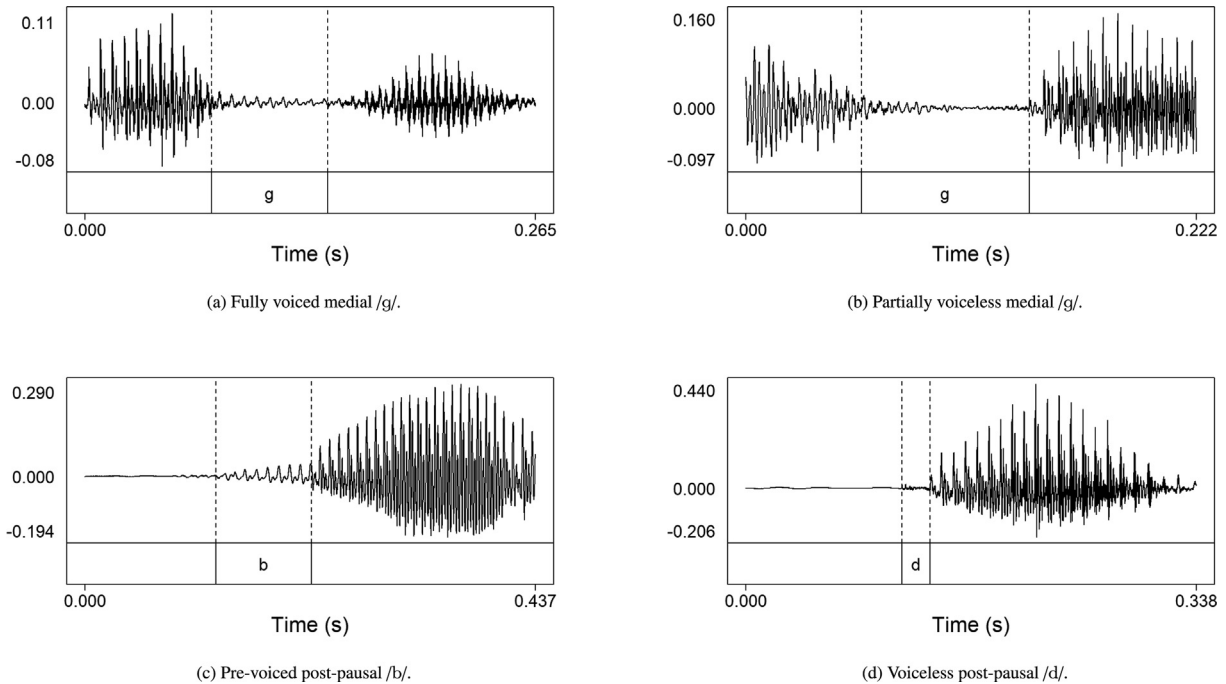 0.11
0.00
-0.08
g
0.000
0.265
Time (s)
(a) Fully voiced medial /ɡ/.
0.160
0.000
-0.097
g
0.000
0.222
Time (s)
(b) Partially voiceless medial /ɡ/.
0.290
0.000
-0.194
b
0.000
0.437
Time (s)
(c) Pre-voiced post-pausal /b/.
0.440
0.000
-0.206
d
0.000
0.338
Time (s)
(d) Voiceless post-pausal /d/.